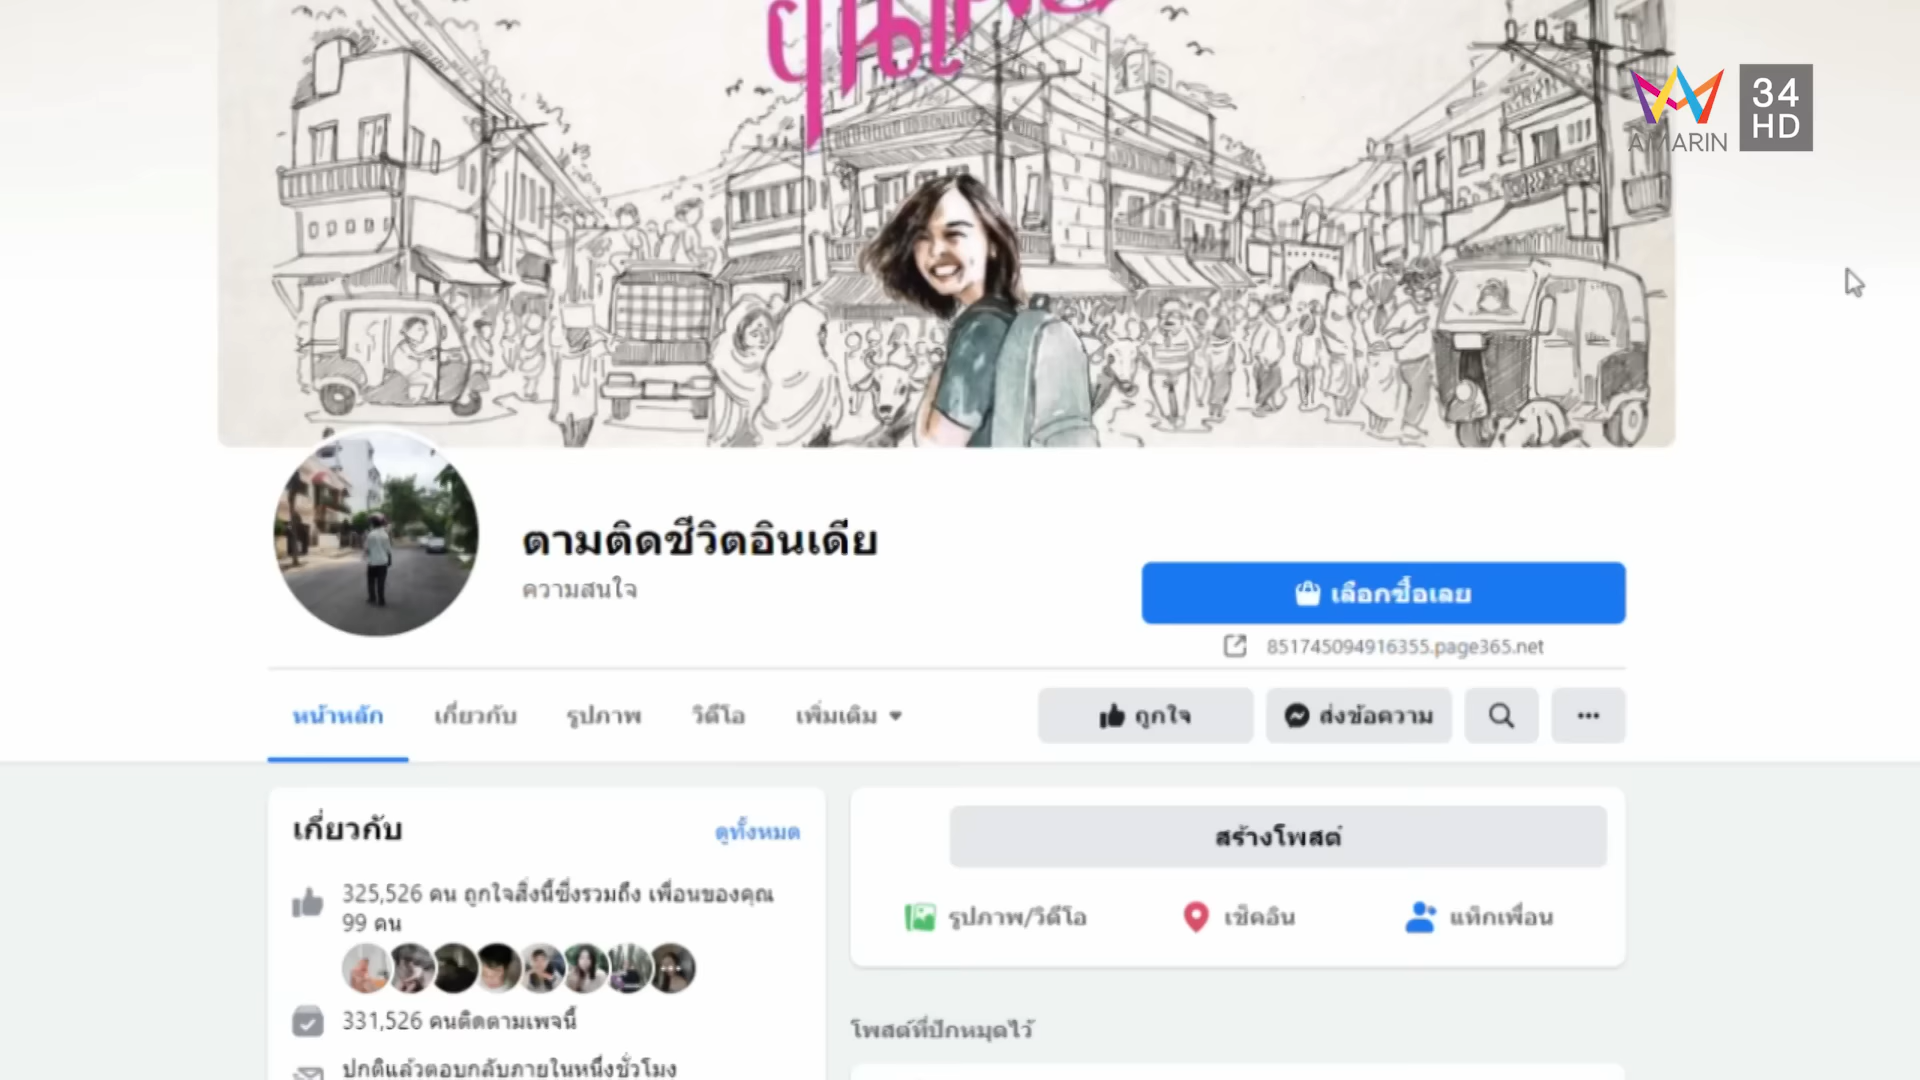 AMARIN
34
HD
ตามติดชีวิตอินเดีย
ความสนใจ
เลือกซื้อเลย
851745094916355.page365.net
หน้าหลัก
เกี่ยวกับ
รูปภาพ
วิดีโอ
เพิ่มเติม
ถูกใจ
ส่งข้อความ
เกี่ยวกับ
ดูทั้งหมด
325,526 คน ถูกใจสิ่งนี้ซึ่งรวมถึง เพื่อนของคุณ
99 คน
331,526 คนติดตามเพจนี้
ปกติแล้วตอบกลับภายในหนึ่งชั่วโมง
สร้างโพสต์
รูปภาพ/วิดีโอ
เช็คอิน
แท็กเพื่อน
โพสต์ที่ปักหมุดไว้